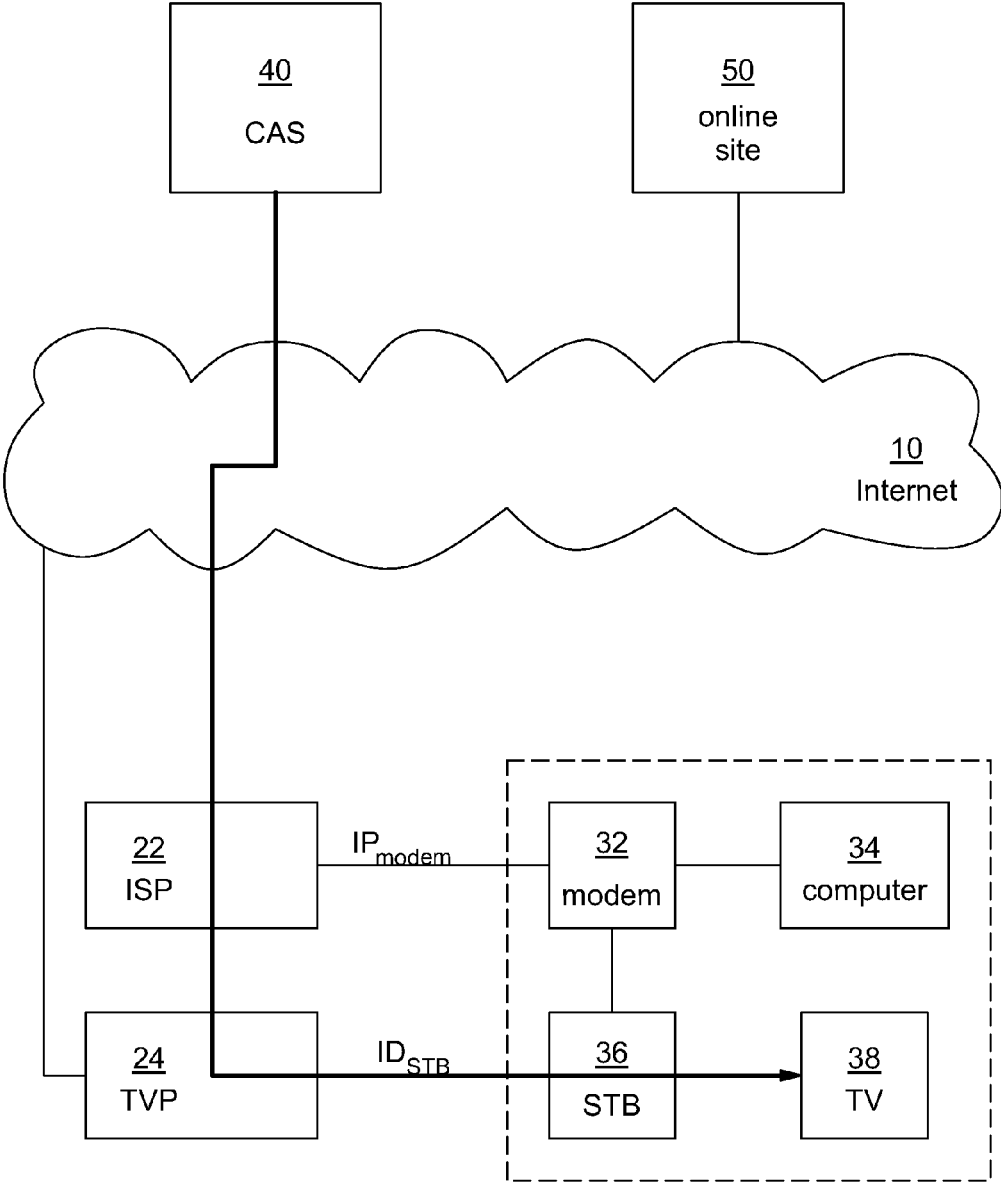 40
CAS
50
online
site
10
Internet
22
ISP
IPmodem
32
modem
34
computer
24
TVP
IDSTB
36
STB
38
TV